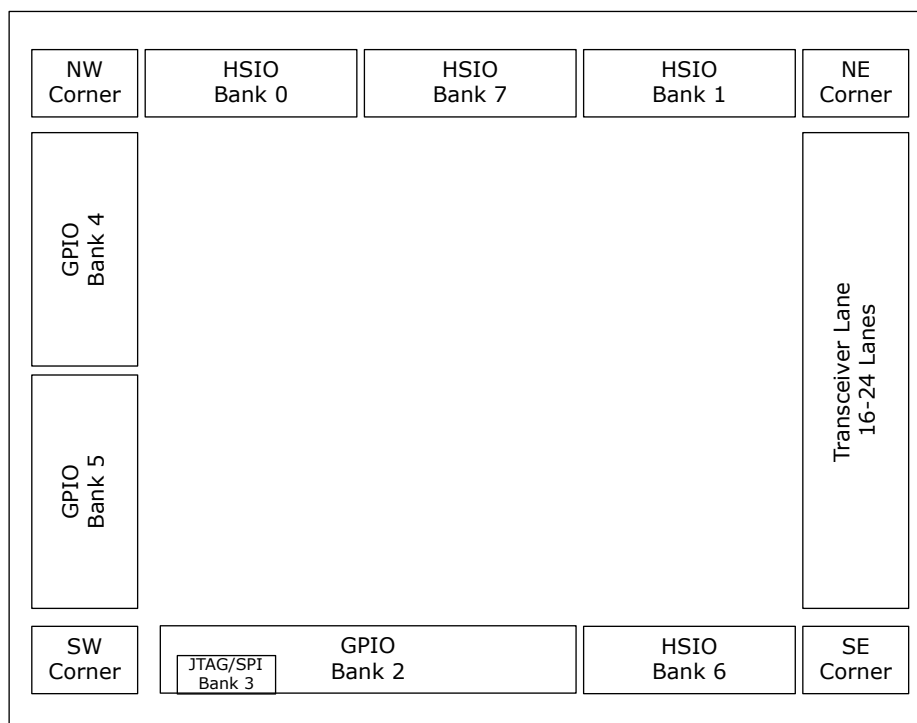 NW
Corner
HSIO
Bank 0
HSIO
Bank 7
HSIO
Bank 1
NE
Corner
GPIO
Bank 4
GPIO
Bank 5
Transceiver Lane
16-24 Lanes
SW
Corner
GPIO
Bank 2
JTAG/SPI
Bank 3
HSIO
Bank 6
SE
Corner